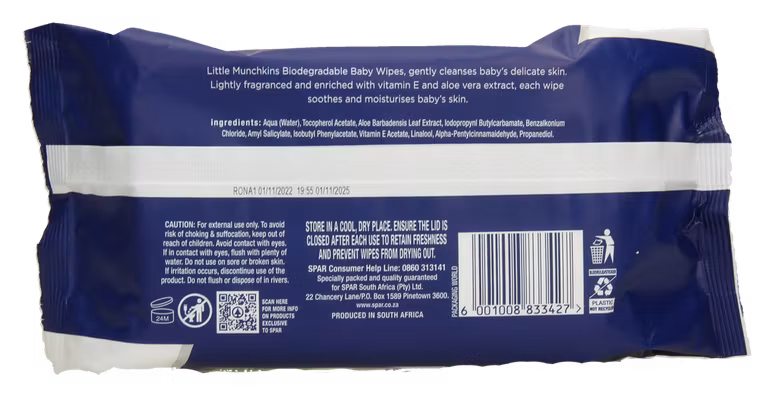 Little Munchkins Biodegradable Baby Wipes, gently cleanses baby's delicate skin.
Lightly fragranced and enriched with vitamin E and aloe vera extract, each wipe
soothes and moisturises baby's skin.
ingredients: Aqua (Water), Tocopherol Acetate, Aloe Barbadensis Leaf Extract, Iodopropynl Butylcarbamate, Benzalkonium
Chloride, Amyl Salicylate, Isobutyl Phenylacetate, Vitamin E Acetate, Linalool, Alpha-Pentylcinnamaldehyde, Propanediol.
RONA1 01/11/2022 19 55 01/11/2025
CAUTION: For external use only. To avoid
risk of choking & suffocation, keep out of
reach of children. Avoid contact with eyes.
If in contact with eyes, flush with plenty of
water. Do not use on sore or broken skin.
If irritation occurs, discontinue use of the
product. Do not flush or dispose of in rivers.
24M
SCAN HERE
FOR MORE INFO
ON PRODUCTS
EXCLUSIVE
TO SPAR
STORE IN A COOL, DRY PLACE. ENSURE THE LID IS
CLOSED AFTER EACH USE TO RETAIN FRESHNESS
AND PREVENT WIPES FROM DRYING OUT.
SPAR Consumer Help Line: 0860 313141
Specially packed and quality guaranteed
for SPAR South Africa (Pty) Ltd.
22 Chancery Lane/P.O. Box 1589 Pinetown 3600.
www.spar.co.za
PRODUCED IN SOUTH AFRICA
PACKAGING WORLD
6 001008 833427 >
PLASTIC
NOT RECYCLED